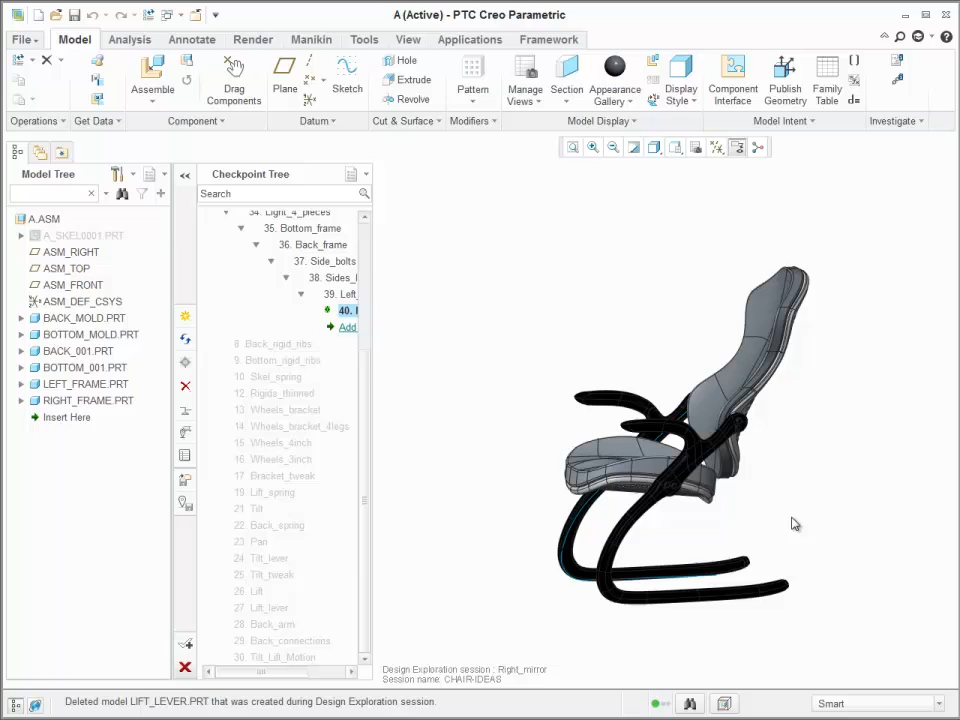 A (Active) - PTC Creo Parametric
File
Model
Analysis
Annotate
Render
Manikin
Tools
View
Applications
Framework
Assemble
Drag
Components
Plane
Sketch
Hole
Extrude
Revolve
Pattern
Manage
Views
Section
Appearance
Gallery
Display
Style
Component
Interface
Publish
Geometry
Family
Table
Operations
Get Data
Component
Datum
Cut & Surface
Modifiers
Model Display
Model Intent
Investigate
Model Tree
Checkpoint Tree
Search
A.ASM
A_SKEL0001.PRT
ASM_RIGHT
ASM_TOP
ASM_FRONT
ASM_DEF_CSYS
BACK_MOLD.PRT
BOTTOM_MOLD.PRT
BACK_001.PRT
BOTTOM_001.PRT
LEFT_FRAME.PRT
RIGHT_FRAME.PRT
Insert Here
34. Light_4_pieces
35. Bottom_frame
36. Back_frame
37. Side_bolts
38. Sides_
39. Left_
40.
Add
8 Back_rigid_ribs
9. Bottom_rigid_ribs
10 Skel_spring
12. Rigids_thinned
13 Wheels_bracket
14 Wheels_bracket_4legs
15. Wheels_4inch
16. Wheels_3inch
17 Bracket_tweak
19. Lift_spring
21. Tilt
22. Back_spring
23. Pan
24. Tilt_lever
25. Tilt_tweak
26. Lift
27. Lift_lever
28. Back_arm
29. Back_connections
30. Tilt_Lift_Motion
Design Exploration session : Right_mirror
Session name: CHAIR-IDEAS
Deleted model LIFT_LEVER.PRT that was created during Design Exploration session.
Smart